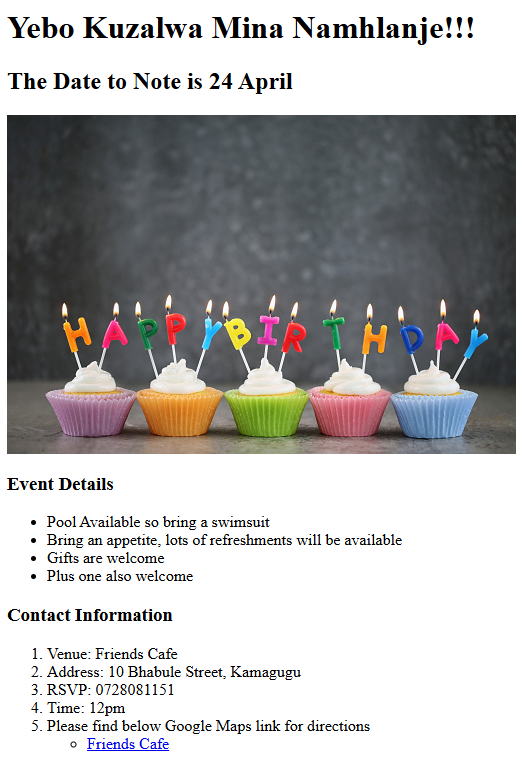 Yebo Kuzalwa Mina Namhlanje!!!
The Date to Note is 24 April
HAPPY BIRTHDAY
Event Details
Pool Available so bring a swimsuit
Bring an appetite, lots of refreshments will be available
Gifts are welcome
Plus one also welcome
Contact Information
1. Venue: Friends Cafe
2. Address: 10 Bhabule Street, Kamagugu
3. RSVP: 0728081151
4. Time: 12pm
5. Please find below Google Maps link for directions
Friends Cafe